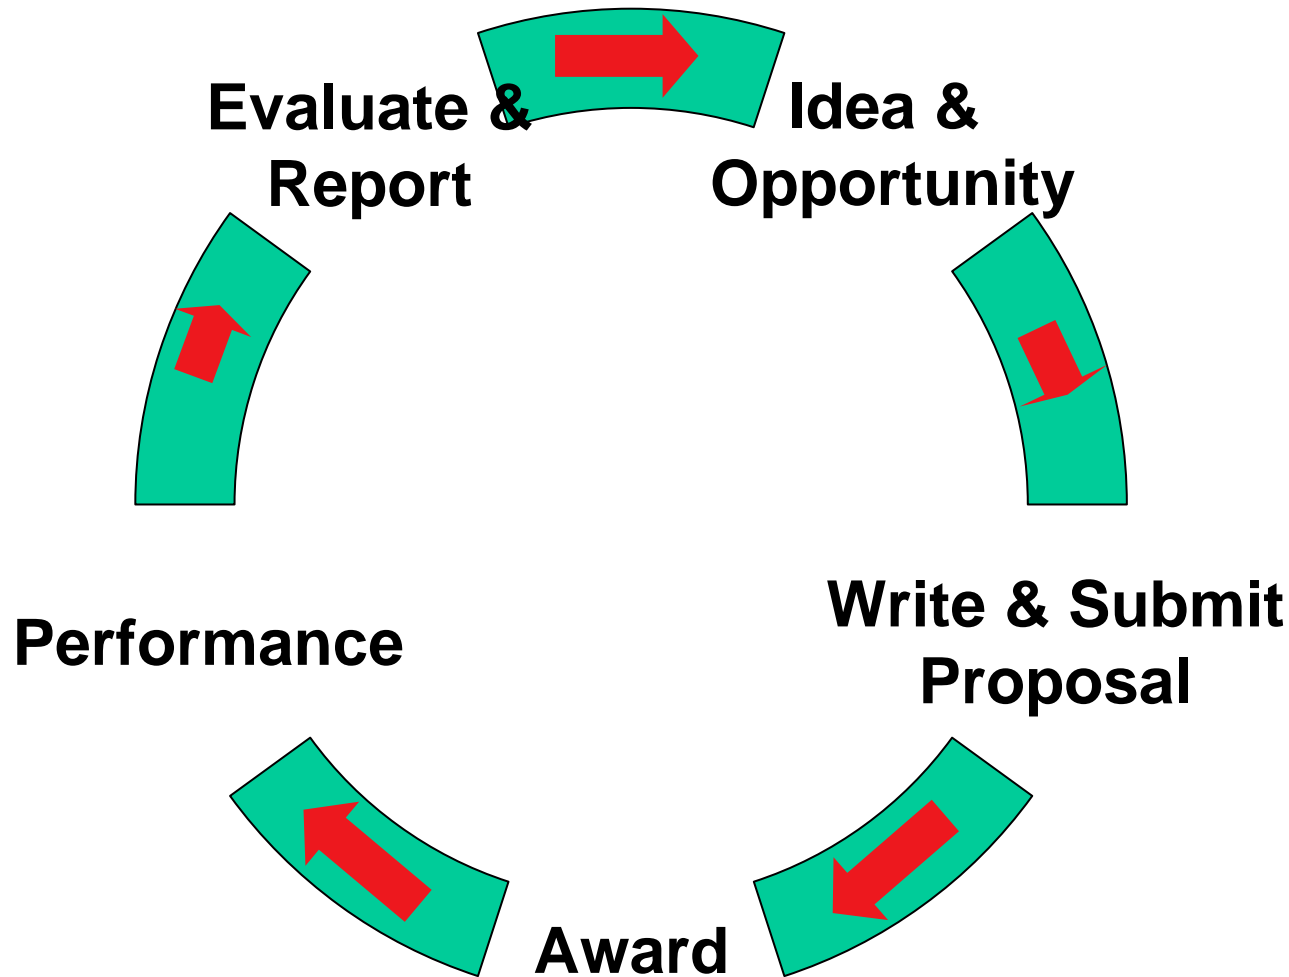 Evaluate &
Report
Idea &
Opportunity
Write & Submit
Proposal
Award
Performance